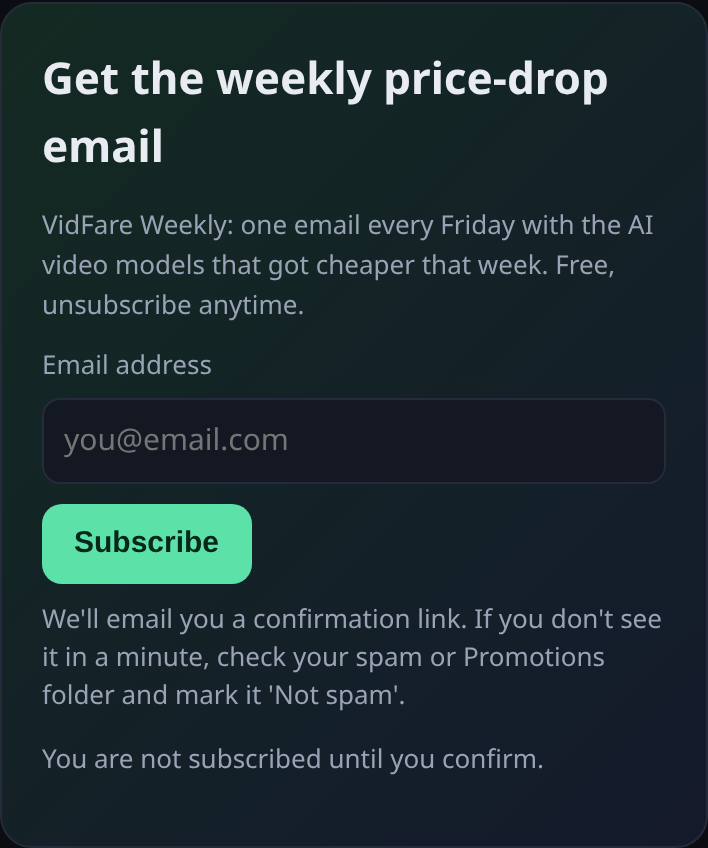 Get the weekly price-drop
email
VidFare Weekly: one email every Friday with the AI
video models that got cheaper that week. Free,
unsubscribe anytime.
Email address
you@email.com
Subscribe
We'll email you a confirmation link. If you don't see
it in a minute, check your spam or Promotions
folder and mark it 'Not spam'.
You are not subscribed until you confirm.